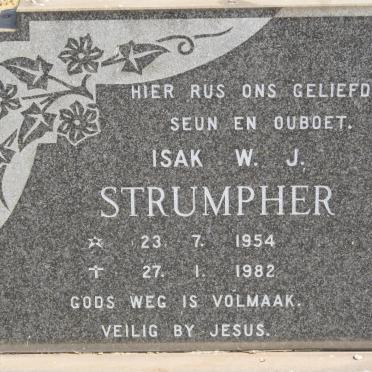 HIER RUS ONS GELIEFD
SEUN EN OUBOET.
ISAK W. J.
STRUMPHER
☆ 23. 7. 1954
✝ 27. 1. 1982
GODS WEG IS VOLMAAK.
VEILIG BY JESUS.